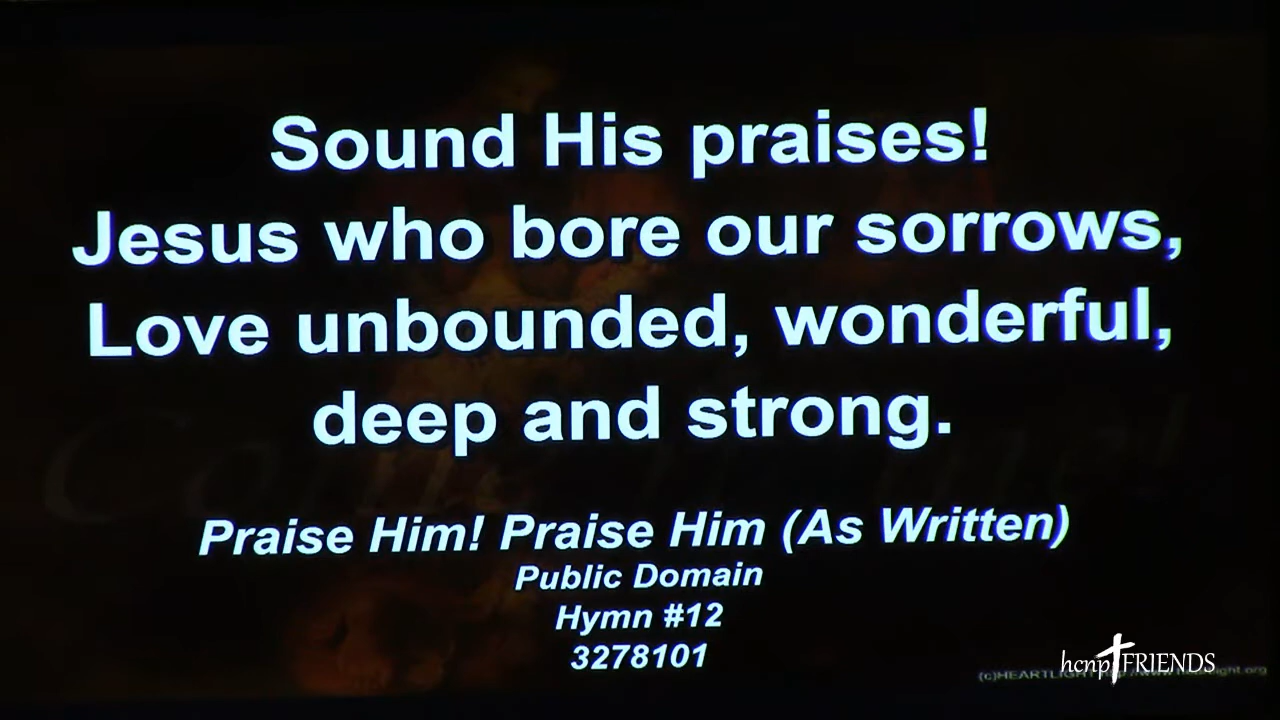 Sound His praises!
Jesus who bore our sorrows,
Love unbounded, wonderful,
deep and strong.
Praise Him! Praise Him (As Written)
Public Domain
Hymn #12
3278101
hcnp FRIENDS
(c)HEARTLIGHT